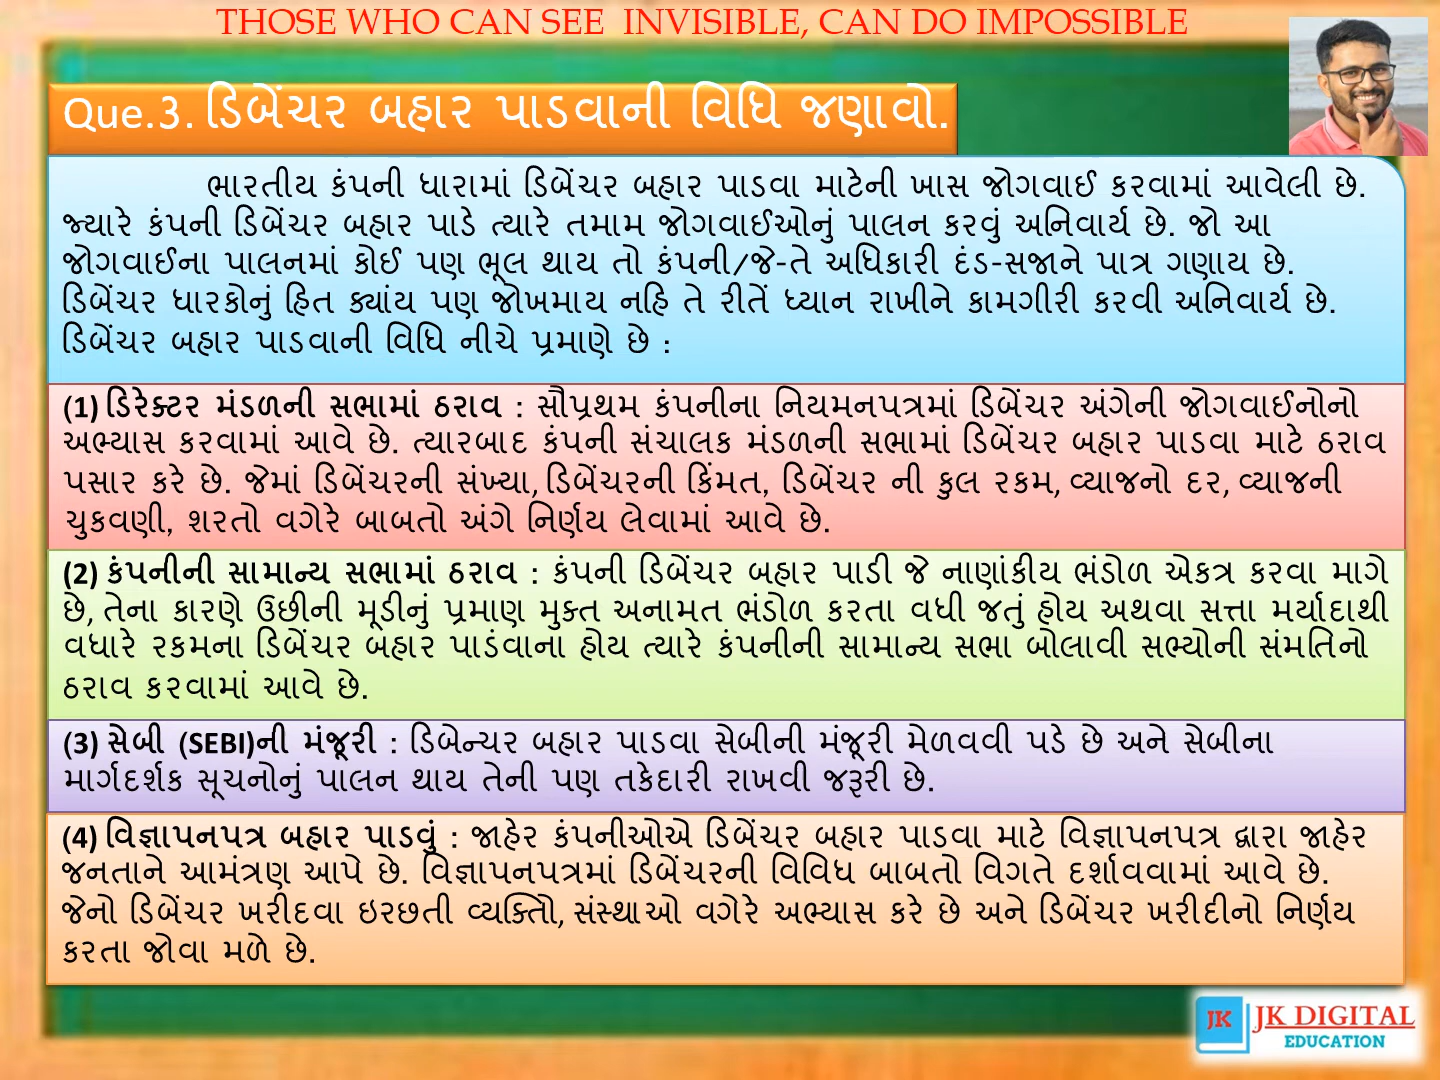 THOSE WHO CAN SEE  INVISIBLE, CAN DO IMPOSSIBLE
Que.3. ડિબેંચર બહાર પાડવાની વિધિ જણાવો.
ભારતીય કંપની ધારામાં ડિબેંચર બહાર પાડવા માટેની ખાસ જોગવાઈ કરવામાં આવેલી છે.
જ્યારે કંપની ડિબેંચર બહાર પાડે ત્યારે તમામ જોગવાઈઓનું પાલન કરવું અનિવાર્ય છે. જો આ
જોગવાઈના પાલનમાં કોઈ પણ ભૂલ થાય તો કંપની/જે-તે અધિકારી દંડ-સજાને પાત્ર ગણાય છે.
ડિબેંચર ધારકોનું હિત ક્યાંય પણ જોખમાય નહિ તે રીતેં ધ્યાન રાખીને કામગીરી કરવી અનિવાર્ય છે.
ડિબેંચર બહાર પાડવાની વિધિ નીચે પ્રમાણે છે :
(1) ડિરેક્ટર મંડળની સભામાં ઠરાવ : સૌપ્રથમ કંપનીના નિયમનપત્રમાં ડિબેંચર અંગેની જોગવાઈનોનો
અભ્યાસ કરવામાં આવે છે. ત્યારબાદ કંપની સંચાલક મંડળની સભામાં ડિબેંચર બહાર પાડવા માટે ઠરાવ
પસાર કરે છે. જેમાં ડિબેંચરની સંખ્યા, ડિબેંચરની કિંમત, ડિબેંચર ની કુલ રકમ, વ્યાજનો દર, વ્યાજની
ચુકવણી, શરતો વગેરે બાબતો અંગે નિર્ણય લેવામાં આવે છે.
(2) કંપનીની સામાન્ય સભામાં ઠરાવ : કંપની ડિબેંચર બહાર પાડી જે નાણાંકીય ભંડોળ એકત્ર કરવા માગે
છે, તેના કારણે ઉછીની મૂડીનું પ્રમાણ મુક્ત અનામત ભંડોળ કરતા વધી જતું હોય અથવા સત્તા મર્યાદાથી
વધારે રકમના ડિબેંચર બહાર પાડંવાના હોય ત્યારે કંપનીની સામાન્ય સભા બોલાવી સભ્યોની સંમતિનો
ઠરાવ કરવામાં આવે છે.
(3) સેબી (SEBI)ની મંજૂરી : ડિબેન્ચર બહાર પાડવા સેબીની મંજૂરી મેળવવી પડે છે અને સેબીના
માર્ગદર્શક સૂચનોનું પાલન થાય તેની પણ તકેદારી રાખવી જરૂરી છે.
(4) વિજ્ઞાપનપત્ર બહાર પાડવું : જાહેર કંપનીઓએ ડિબેંચર બહાર પાડવા માટે વિજ્ઞાપનપત્ર દ્વારા જાહેર
જનતાને આમંત્રણ આપે છે. વિજ્ઞાપનપત્રમાં ડિબેંચરની વિવિધ બાબતો વિગતે દર્શાવવામાં આવે છે.
જેનો ડિબેંચર ખરીદવા ઇરછતી વ્યક્તિો, સંસ્થાઓ વગેરે અભ્યાસ કરે છે અને ડિબેંચર ખરીદીનો નિર્ણય
કરતા જોવા મળે છે.
JK JK DIGITAL
EDUCATION